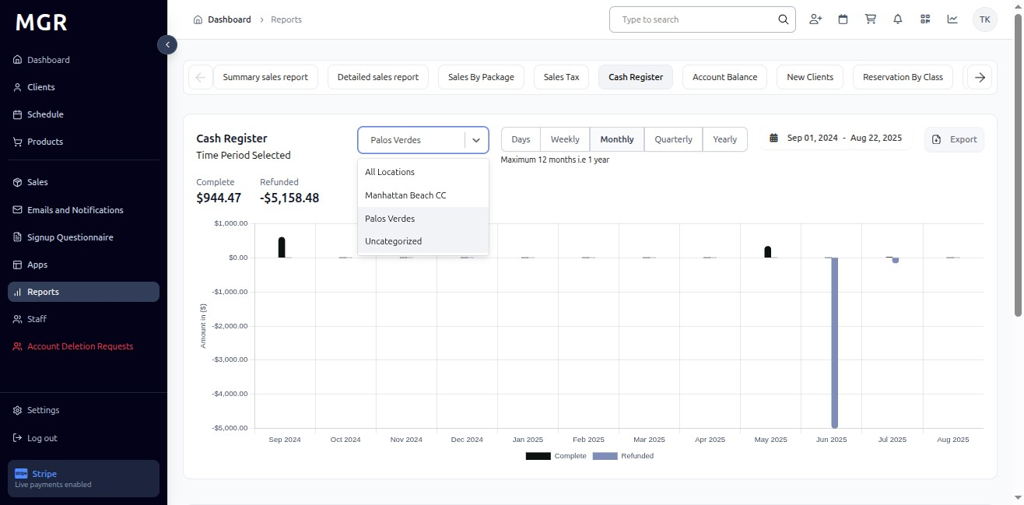 MGR
Dashboard
Clients
Schedule
Products
Sales
Emails and Notifications
Signup Questionnaire
Apps
Reports
Staff
Account Deletion Requests
Settings
Log out
stripe Stripe
Live payments enabled
Dashboard > Reports
Type to search
TK
Summary sales report
Detailed sales report
Sales By Package
Sales Tax
Cash Register
Account Balance
New Clients
Reservation By Class
Cash Register
Time Period Selected
Palos Verdes
All Locations
Manhattan Beach CC
Palos Verdes
Uncategorized
Days Weekly Monthly Quarterly Yearly
Maximum 12 months i.e 1 year
Sep 01, 2024 - Aug 22, 2025
Export
Complete Refunded
$944.47 -$5,158.48
Amount in ($)
$1,000.00
$0.00
-$1,000.00
-$2,000.00
-$3,000.00
-$4,000.00
-$5,000.00
Sep 2024 Oct 2024 Nov 2024 Dec 2024 Jan 2025 Feb 2025 Mar 2025 Apr 2025 May 2025 Jun 2025 Jul 2025 Aug 2025
Complete Refunded